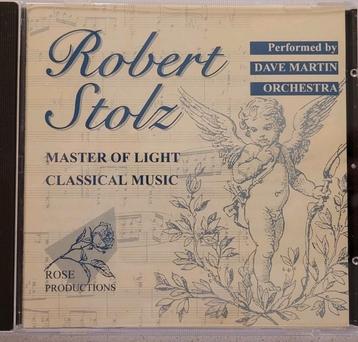 Robert
Stolz
Performed by
DAVE MARTIN
ORCHESTRA
MASTER OF LIGHT
CLASSICAL MUSIC
ROSE
PRODUCTIONS